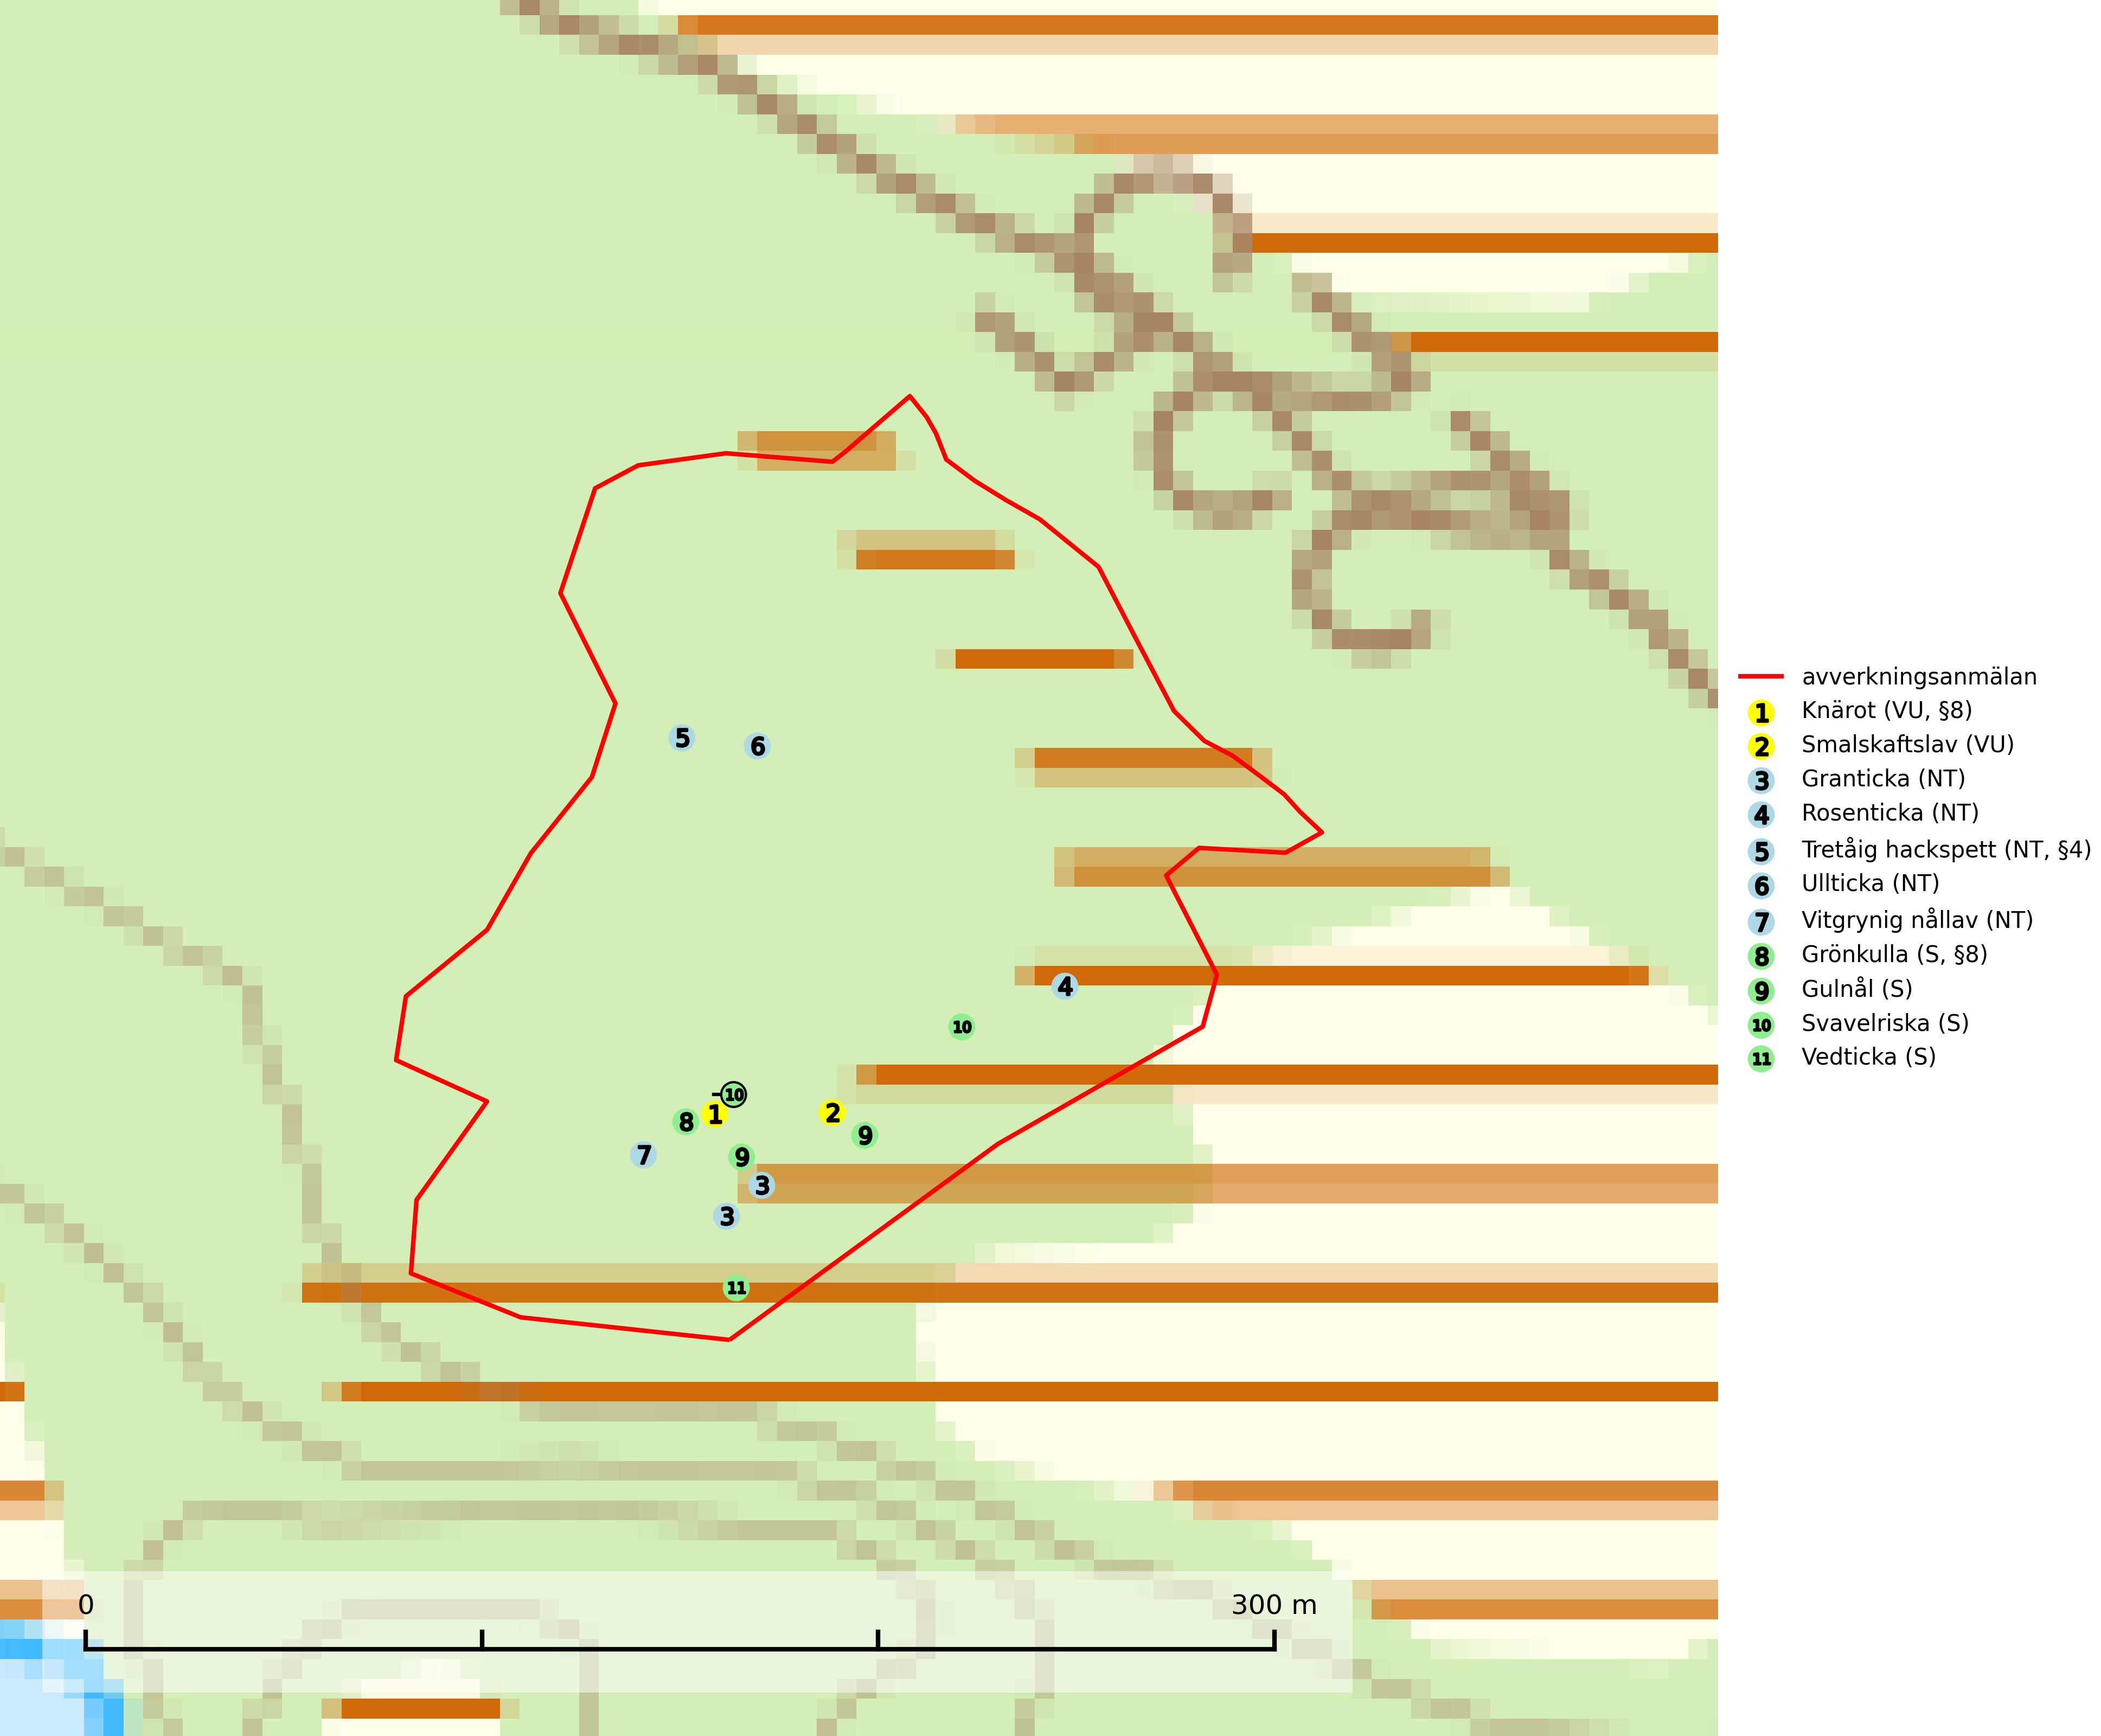 avverkningsanmälan
1 Knärot (VU, §8)
2 Smalskaftslav (VU)
3 Granticka (NT)
4 Rosenticka (NT)
5 Tretåig hackspett (NT, §4)
6 Ullticka (NT)
7 Vitgrynig nållav (NT)
8 Grönkulla (S, §8)
9 Gulnål (S)
10 Svavelriska (S)
11 Vedticka (S)
5
6
4
10
10
1
2
8
9
7
9
3
3
11
0 300 m